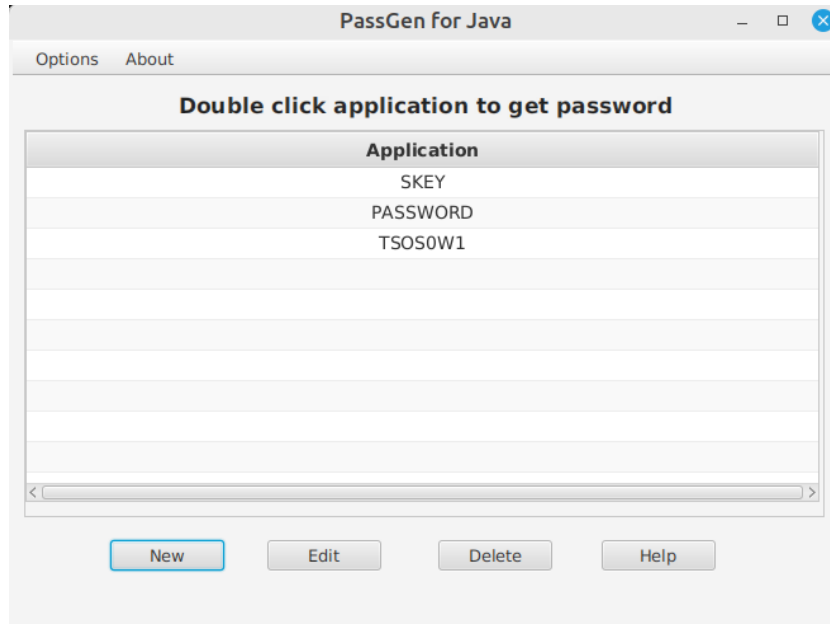 PassGen for Java
Options About
Double click application to get password
Application
SKEY
PASSWORD
TSOS0W1
New Edit Delete Help